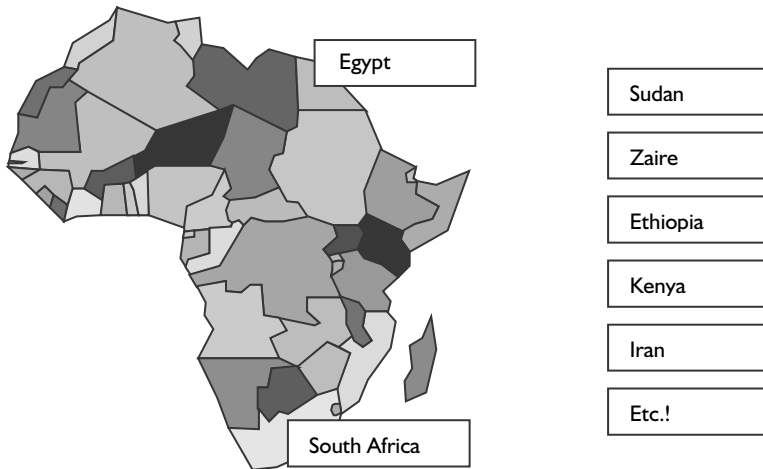 Egypt
Sudan
Zaire
Ethiopia
Kenya
Iran
Etc.!
South Africa